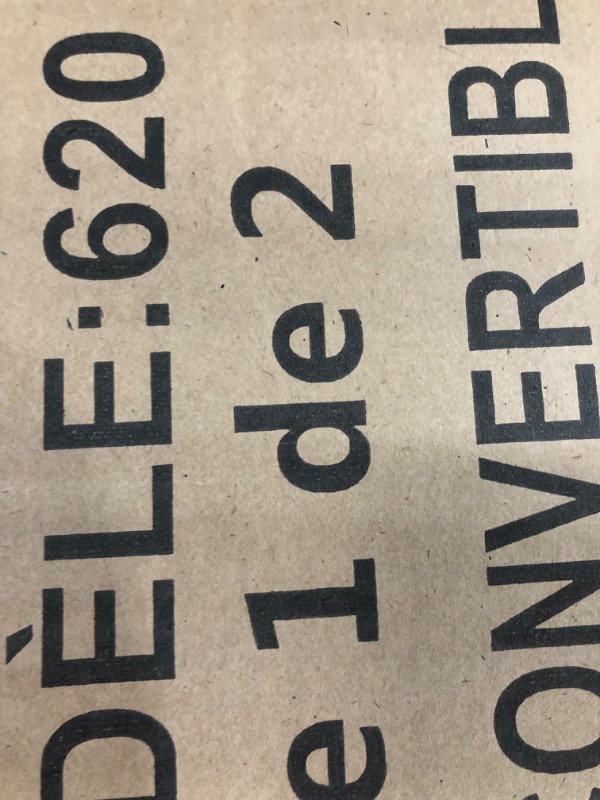 DÈLE:620
e 1 de 2
ONVERTIBL